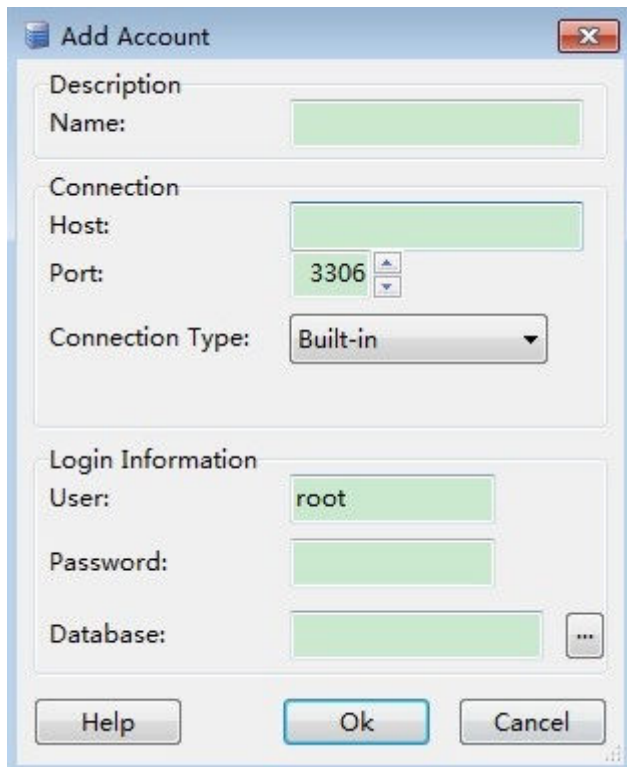 Add Account
Description
Name:
Connection
Host:
Port: 3306
Connection Type: Built-in
Login Information
User: root
Password:
Database: ...
Help Ok Cancel